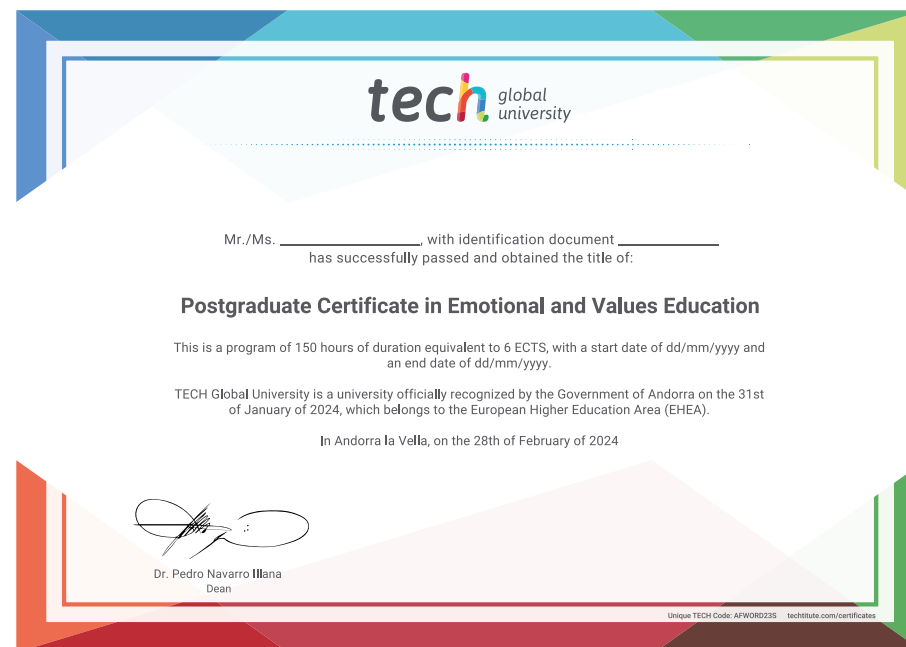 tech global
university
Mr./Ms. ____________, with identification document ____________
has successfully passed and obtained the title of:
Postgraduate Certificate in Emotional and Values Education
This is a program of 150 hours of duration equivalent to 6 ECTS, with a start date of dd/mm/yyyy and
an end date of dd/mm/yyyy.
TECH Global University is a university officially recognized by the Government of Andorra on the 31st
of January of 2024, which belongs to the European Higher Education Area (EHEA).
In Andorra la Vella, on the 28th of February of 2024
Dr. Pedro Navarro Illana
Dean
Unique TECH Code: AFWORD23S techtitute.com/certificates